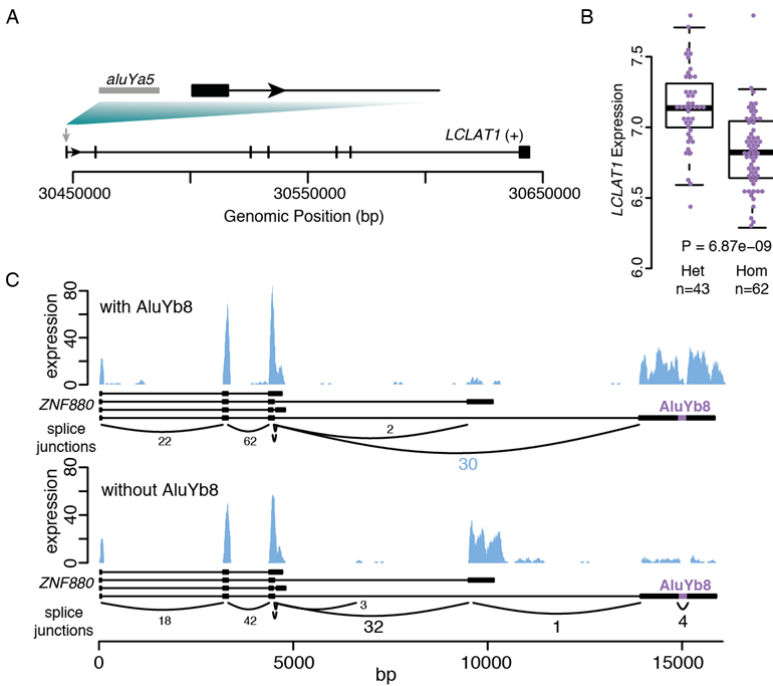 A
aluYa5
LCLAT1 (+)
30450000 30550000 30650000
Genomic Position (bp)
B
LCLAT1 Expression
7.5
7.0
6.5
6.0
P = 6.87e−09
Het Hom
n=43 n=62
C
expression
80
40
0
with AluYb8
ZNF880
AluYb8
splice
junctions
22 62 2
30
expression
80
40
0
without AluYb8
ZNF880
AluYb8
splice
junctions
18 42 3 32 1 4
0 5000 10000 15000
bp